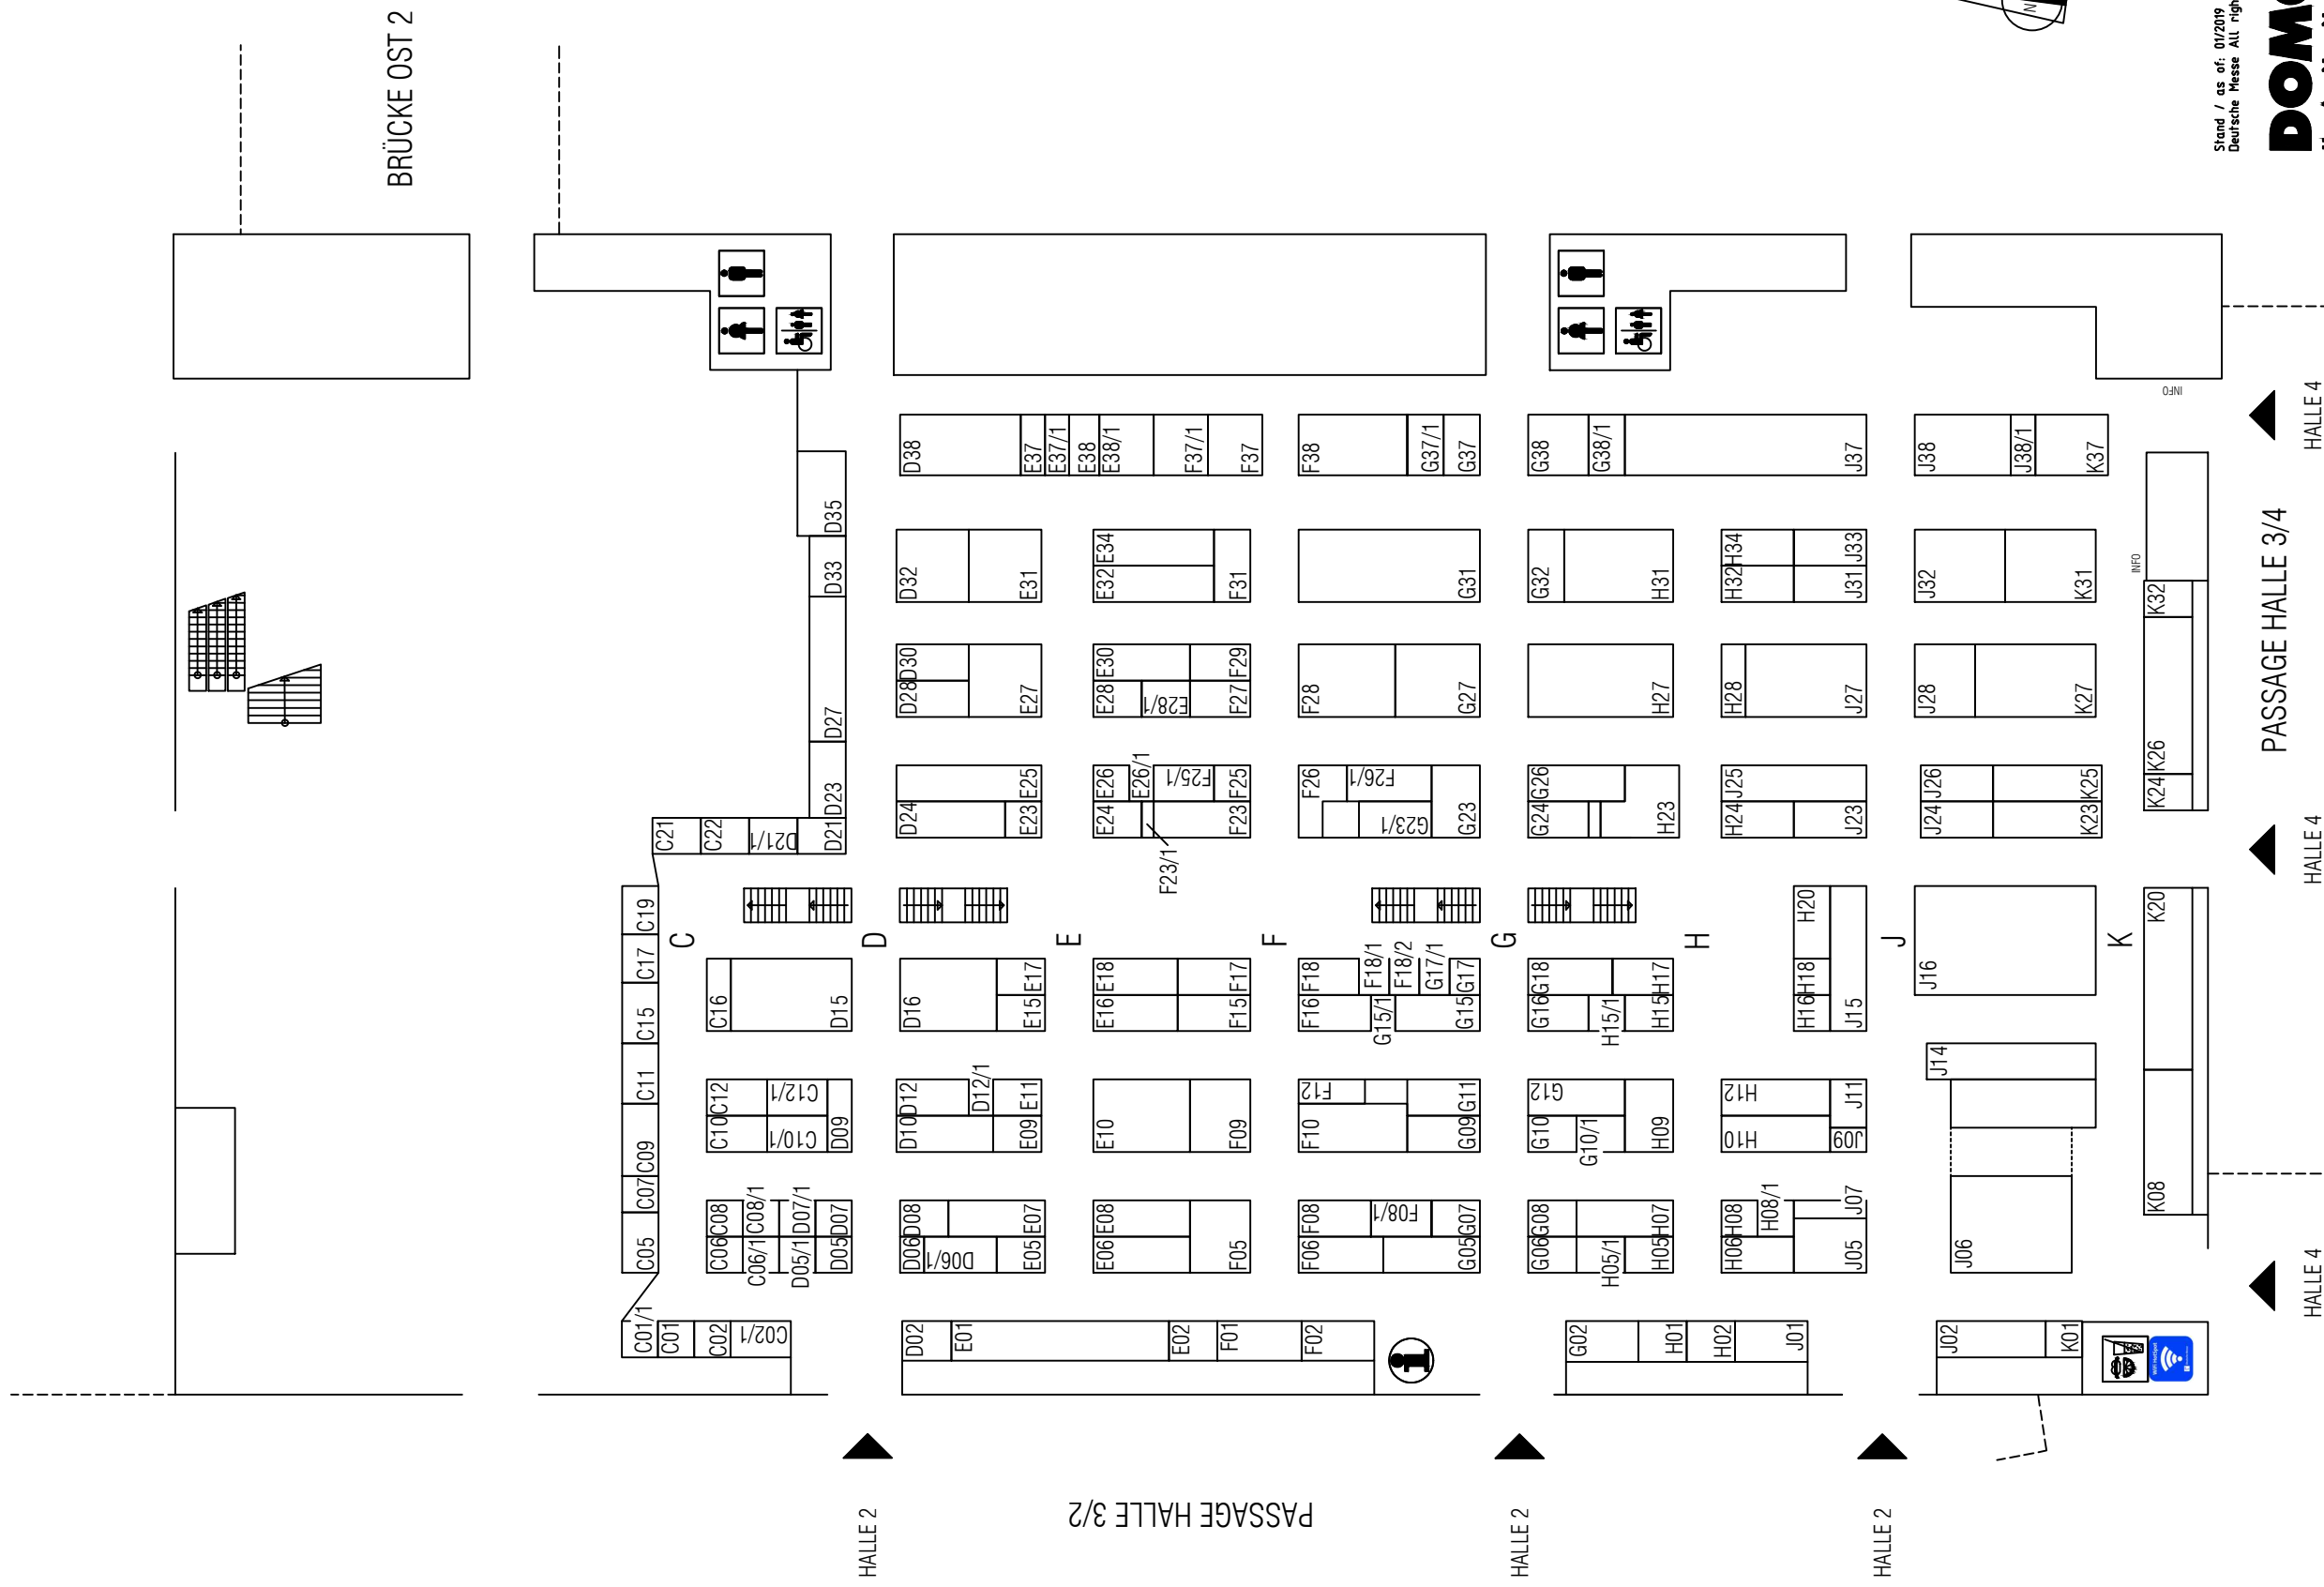 BRÜCKE OST 2
N
Stand / as of: 01/2019
Deutsche Messe All
INFO
HALLE 4
D38
E37
E37/1
E38
E38/1
F37/1
F37
F38
G37/1
G37
G38
G38/1
J37
J38
J38/1
K37
D35
D33
D32
E31
E32
E34
F31
G31
G32
H31
H32
H34
J31
J33
J32
K31
INFO
K32
PASSAGE HALLE 3/4
D27
D28
D30
E27
E28
E30
E28/1
F27
F29
F28
G27
H27
H28
J27
J28
K27
K26
D23
D24
E23
E25
E24
E26
E26/1
F25/1
F23
F25
F23/1
F26
F26/1
G23/1
G23
G24
G26
H23
H24
J25
J23
J24
J26
K23
K25
K24
C21
C22
D21/1
D21
HALLE 4
C19
C17
C15
C11
C09
C07
C05
C
D
E
F
G
H
J
K
C16
D15
D16
E15
E17
E16
E18
F15
F17
F16
F18
F18/1
F18/2
G17/1
G17
G15/1
G15
G16
G18
H15/1
H15
H17
H16
H18
H20
J15
J16
J14
K20
C10
C12
C12/1
C10/1
D09
D10
D12
D12/1
E09
E11
E10
F09
F10
F12
G09
G11
G10
G12
G10/1
H09
H10
H12
J09
J11
K08
C06
C08
C08/1
C06/1
D07/1
D05/1
D05
D07
D06
D08
D06/1
E05
E07
E06
E08
F05
F06
F08
F08/1
G05
G07
G06
G08
H05/1
H05
H07
H06
H08
H08/1
J05
J07
J06
HALLE 4
C01/1
C01
C02
C02/1
D02
E01
E02
F01
F02
G02
H01
H02
J01
J02
K01
HALLE 2
PASSAGE HALLE 3/2
HALLE 2
HALLE 2